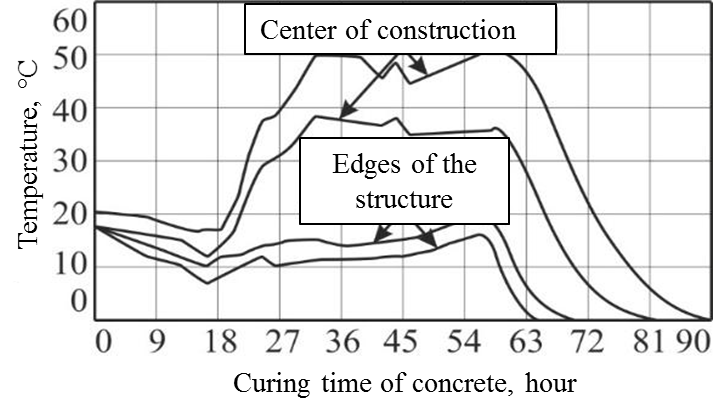 Temperature, °C
60
50
40
30
20
10
0
Center of construction
Edges of the
structure
0 9 18 27 36 45 54 63 72 81 90
Curing time of concrete, hour